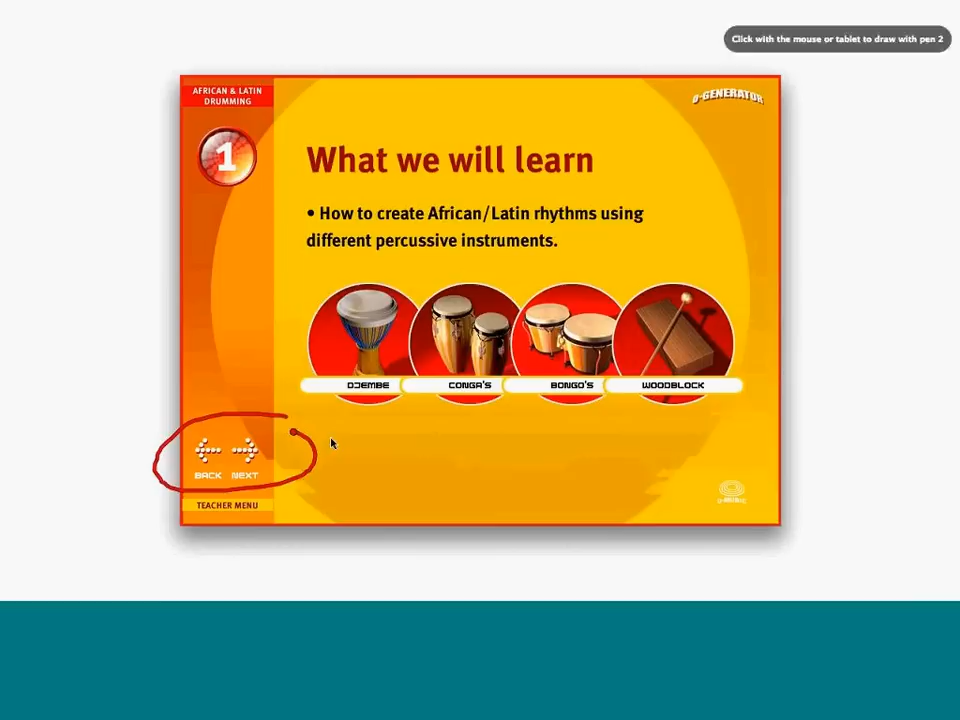 Click with the mouse or tablet to draw with pen 2
AFRICAN & LATIN
DRUMMING
U-GENERATOR
1
What we will learn
• How to create African/Latin rhythms using
different percussive instruments.
DJEMBE
CONGA'S
BONGO'S
WOODBLOCK
BACK
NEXT
TEACHER MENU